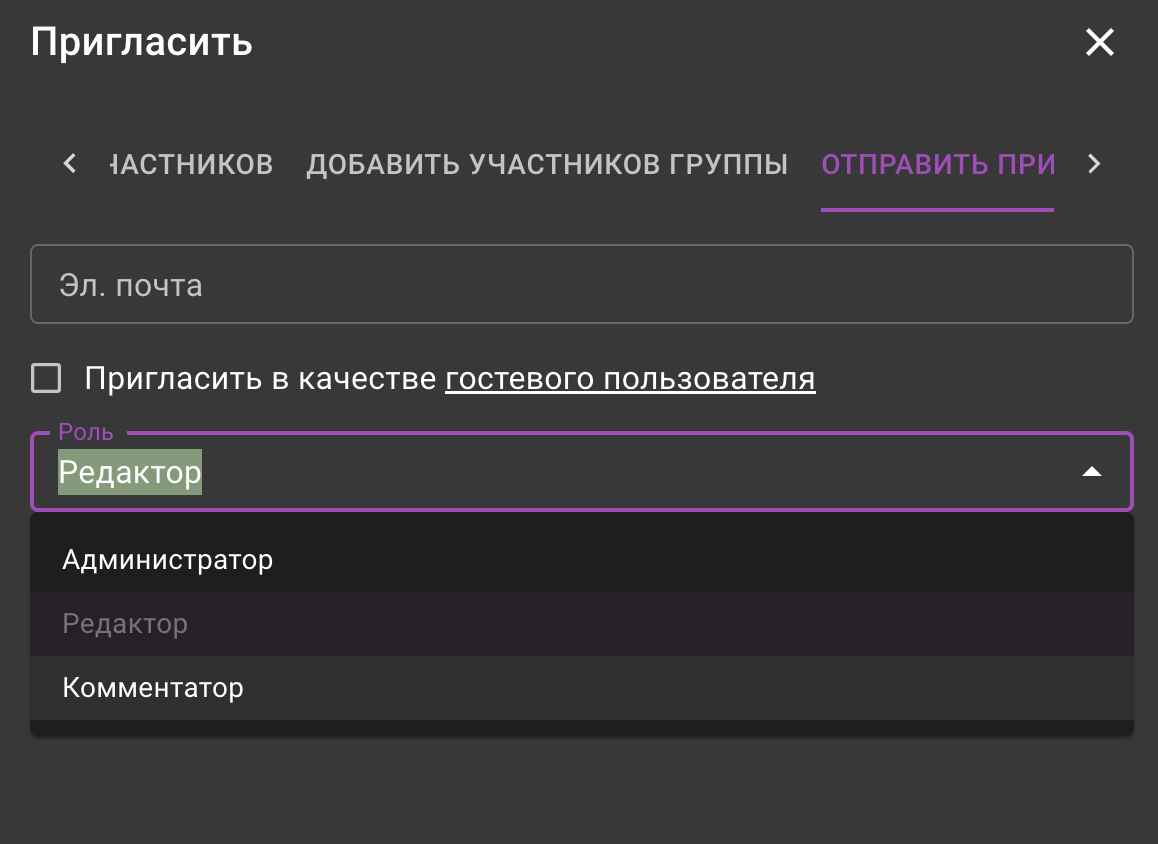 Пригласить
ЧАСТНИКОВ ДОБАВИТЬ УЧАСТНИКОВ ГРУППЫ ОТПРАВИТЬ ПРИ
Эл. почта
Пригласить в качестве гостевого пользователя
Роль
Редактор
Администратор
Редактор
Комментатор